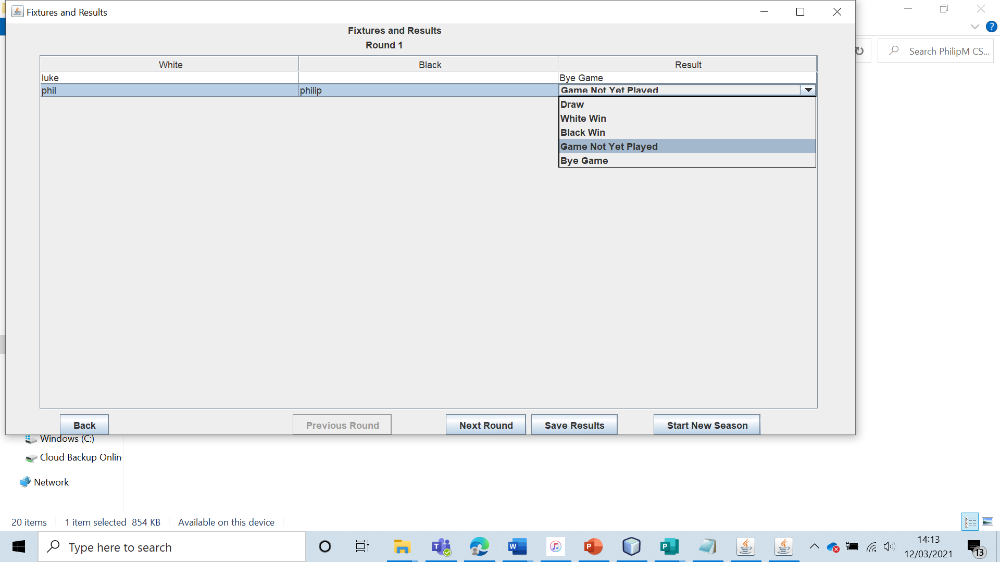 Fixtures and Results
Fixtures and Results
Round 1
White Black Result
luke Bye Game
phil philip Game Not Yet Played
Draw
White Win
Black Win
Game Not Yet Played
Bye Game
Back Previous Round Next Round Save Results Start New Season
?
Search PhilipM CS...
Windows (C:)
Cloud Backup Onlin
Network
20 items 1 item selected 854 KB Available on this device
Type here to search
T W P P
14:13
12/03/2021
13